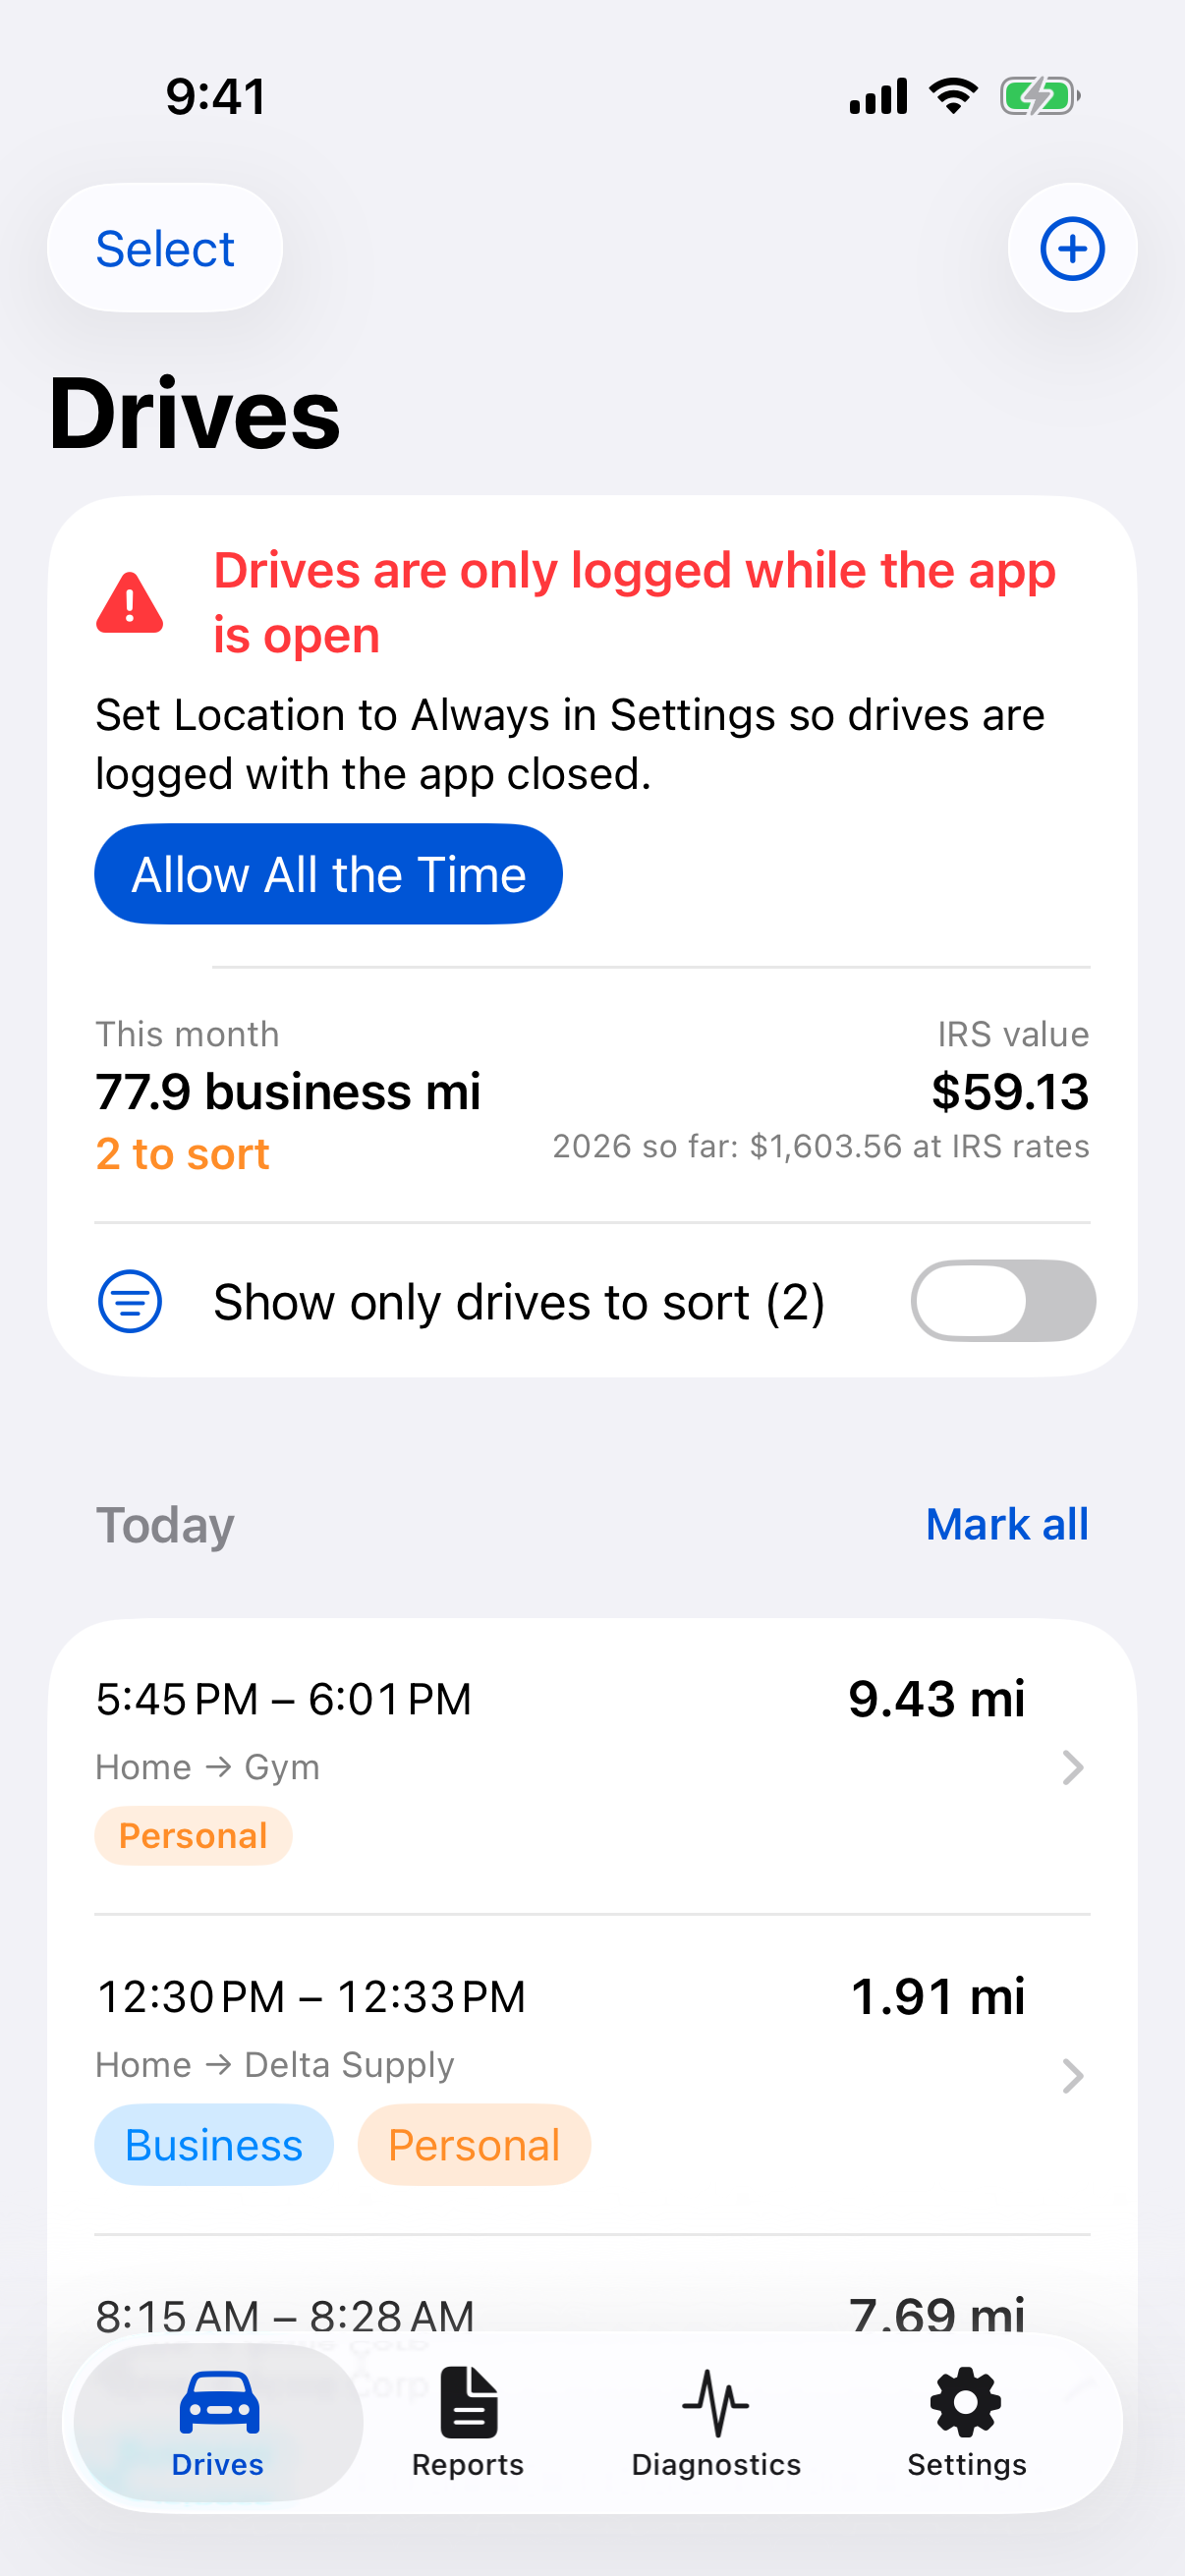 9:41
Select
Drives
Drives are only logged while the app
is open
Set Location to Always in Settings so drives are
logged with the app closed.
Allow All the Time
This month
IRS value
77.9 business mi
$59.13
2 to sort
2026 so far: $1,603.56 at IRS rates
Show only drives to sort (2)
Today
Mark all
5:45 PM – 6:01 PM
9.43 mi
Home → Gym
Personal
12:30 PM – 12:33 PM
1.91 mi
Home → Delta Supply
Business
Personal
8:15 AM – 8:28 AM
7.69 mi
Corp
Drives
Reports
Diagnostics
Settings